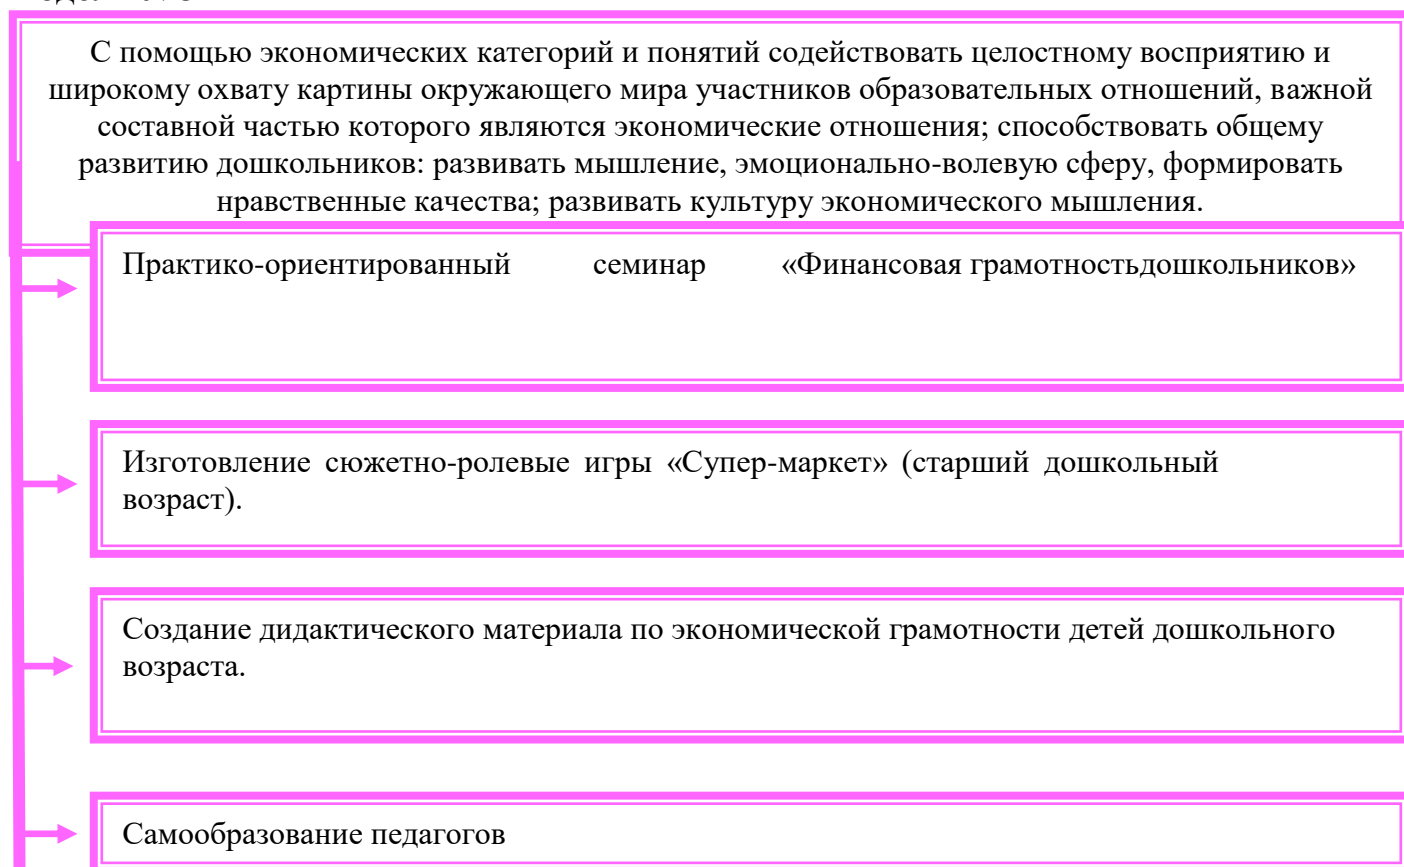 С помощью экономических категорий и понятий содействовать целостному восприятию и
широкому охвату картины окружающего мира участников образовательных отношений, важной
составной частью которого являются экономические отношения; способствовать общему
развитию дошкольников: развивать мышление, эмоционально-волевую сферу, формировать
нравственные качества; развивать культуру экономического мышления.
Практико-ориентированный семинар «Финансовая грамотностьдошкольников»
Изготовление сюжетно-ролевые игры «Супер-маркет» (старший дошкольный
возраст).
Создание дидактического материала по экономической грамотности детей дошкольного
возраста.
Самообразование педагогов